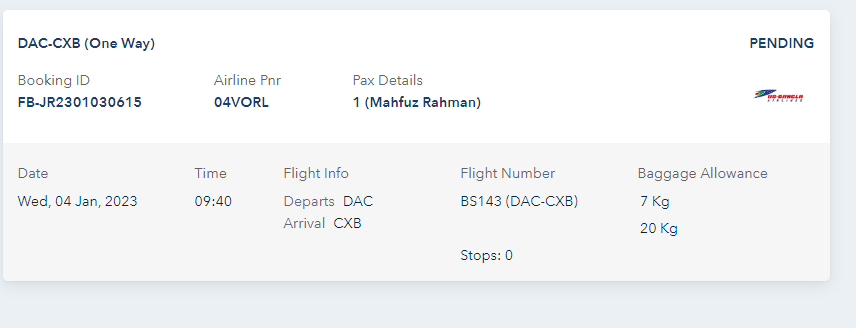 DAC-CXB (One Way) PENDING
Booking ID Airline Pnr Pax Details
FB-JR2301030615 04VORL 1 (Mahfuz Rahman)
US-BANGLA
AIRLINES
Date Time Flight Info Flight Number Baggage Allowance
Wed, 04 Jan, 2023 09:40 Departs DAC BS143 (DAC-CXB) 7 Kg
Arrival CXB 20 Kg
Stops: 0